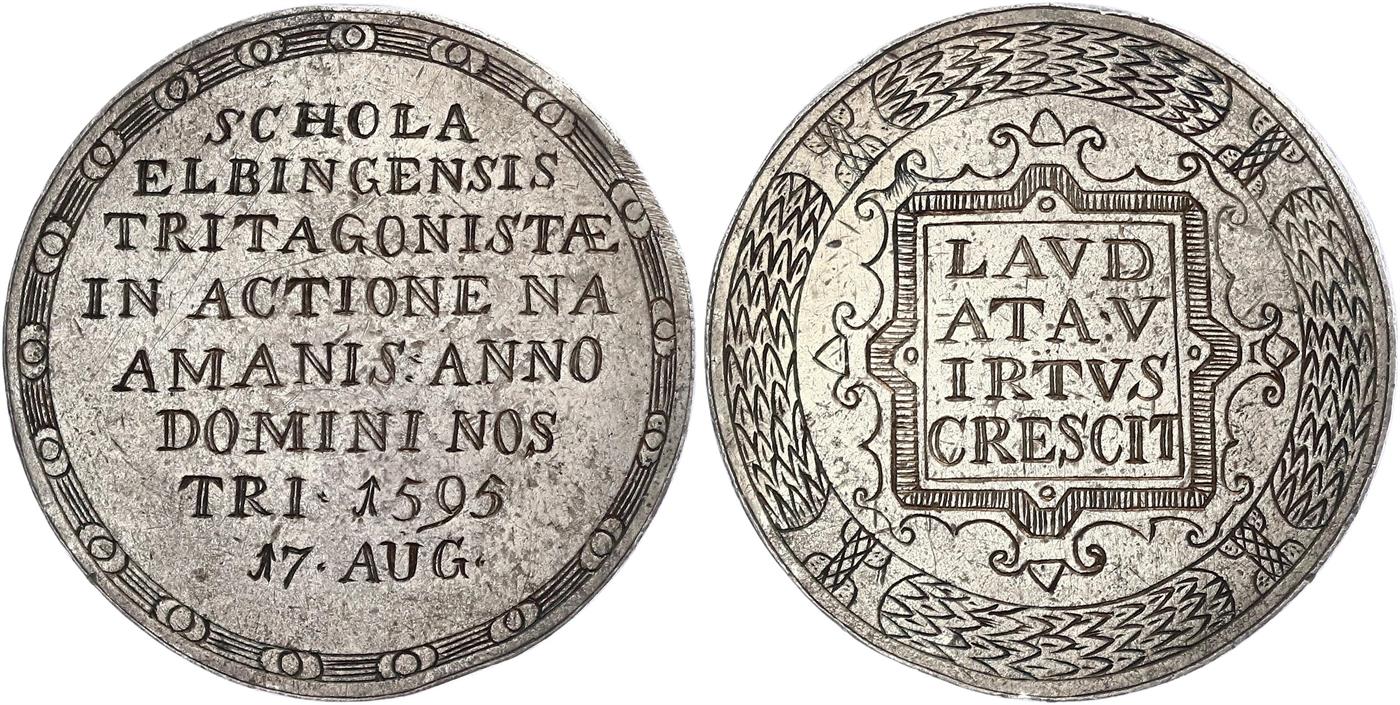 SCHOLA
ELBINGENSIS
TRITAGONISTÆ
IN ACTIONE NA
AMANIS: ANNO
DOMINI NOS
TRI · 1595
17 · AUG ·
LAVD
ATA·V
IRTVS
CRESCIT